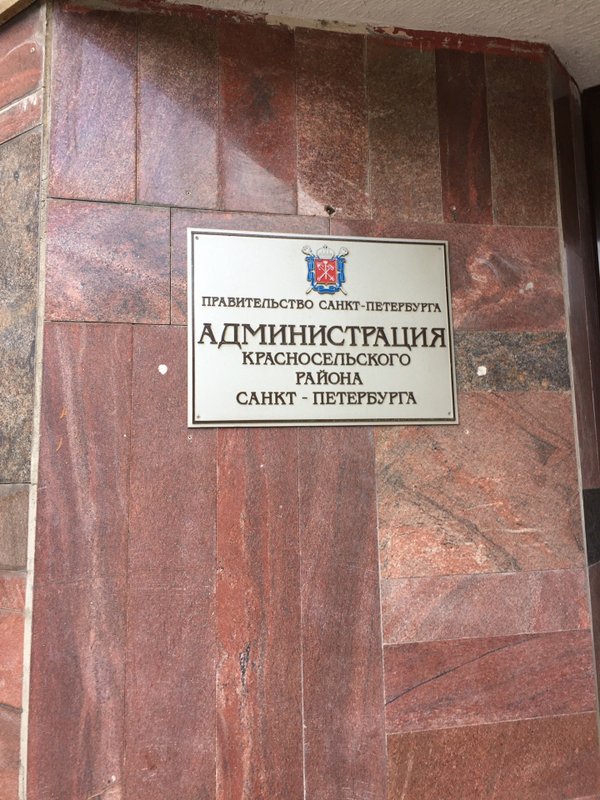 ПРАВИТЕЛЬСТВО САНКТ-ПЕТЕРБУРГА
АДМИНИСТРАЦИЯ
КРАСНОСЕЛЬСКОГО
РАЙОНА
САНКТ - ПЕТЕРБУРГА